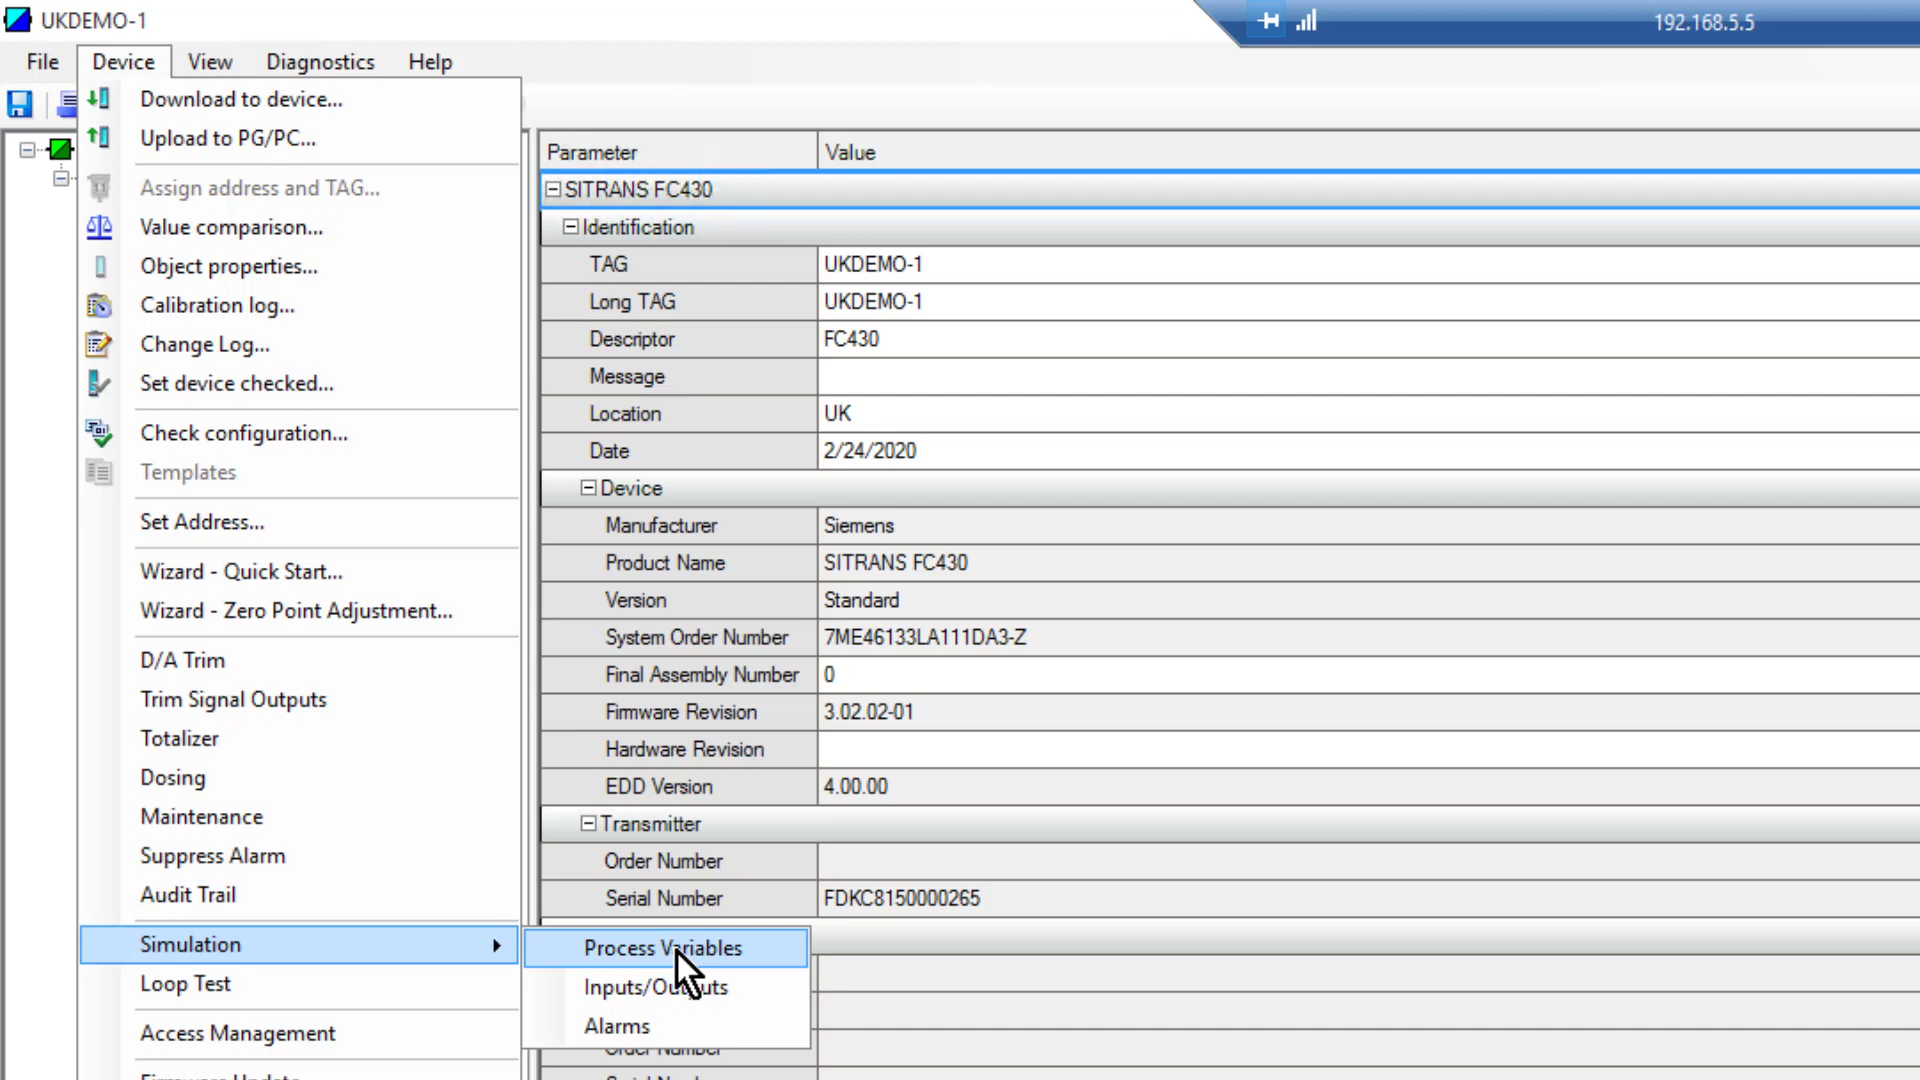 UKDEMO-1
192.168.5.5
File Device View Diagnostics Help
Download to device...
Upload to PG/PC...
Assign address and TAG...
Value comparison...
Object properties...
Calibration log...
Change Log...
Set device checked...
Check configuration...
Templates
Set Address...
Wizard - Quick Start...
Wizard - Zero Point Adjustment...
D/A Trim
Trim Signal Outputs
Totalizer
Dosing
Maintenance
Suppress Alarm
Audit Trail
Simulation
Loop Test
Access Management
Firmware Update
Process Variables
Inputs/Outputs
Alarms
Parameter Value
SITRANS FC430
Identification
TAG UKDEMO-1
Long TAG UKDEMO-1
Descriptor FC430
Message
Location UK
Date 2/24/2020
Device
Manufacturer Siemens
Product Name SITRANS FC430
Version Standard
System Order Number 7ME46133LA111DA3-Z
Final Assembly Number 0
Firmware Revision 3.02.02-01
Hardware Revision
EDD Version 4.00.00
Transmitter
Order Number
Serial Number FDKC8150000265
Order Number